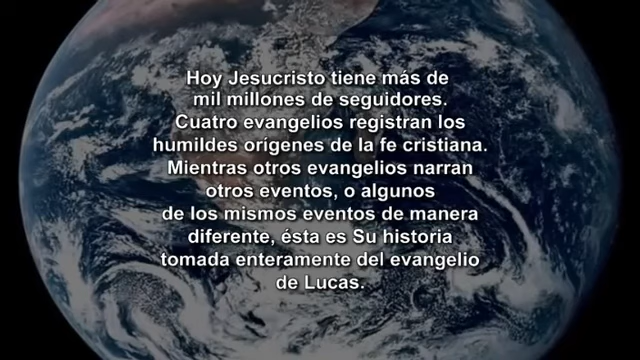 Hoy Jesucristo tiene más de
mil millones de seguidores.
Cuatro evangelios registran los
humildes orígenes de la fe cristiana.
Mientras otros evangelios narran
otros eventos, o algunos
de los mismos eventos de manera
diferente, ésta es Su historia
tomada enteramente del evangelio
de Lucas.